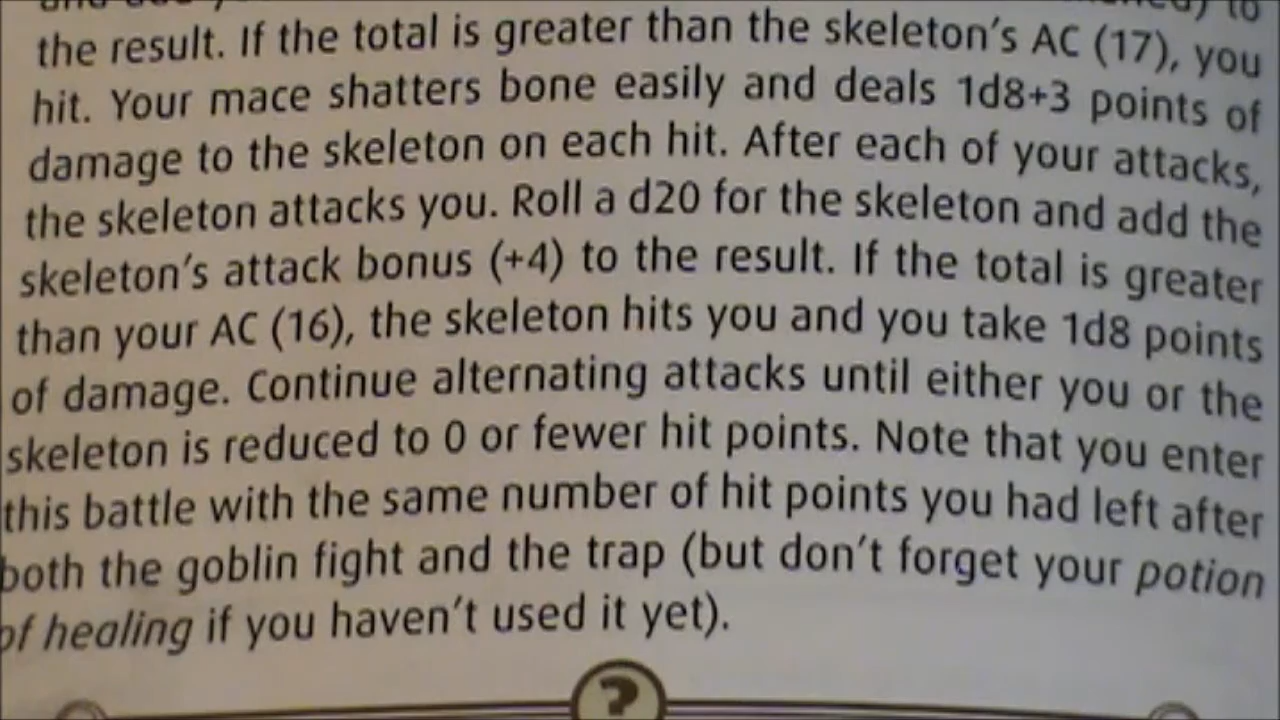 the result. If the total is greater than the skeleton's AC (17), you
hit. Your mace shatters bone easily and deals 1d8+3 points of
damage to the skeleton on each hit. After each of your attacks,
the skeleton attacks you. Roll a d20 for the skeleton and add the
skeleton's attack bonus (+4) to the result. If the total is greater
than your AC (16), the skeleton hits you and you take 1d8 points
of damage. Continue alternating attacks until either you or the
skeleton is reduced to 0 or fewer hit points. Note that you enter
this battle with the same number of hit points you had left after
both the goblin fight and the trap (but don't forget your potion
of healing if you haven't used it yet).
?